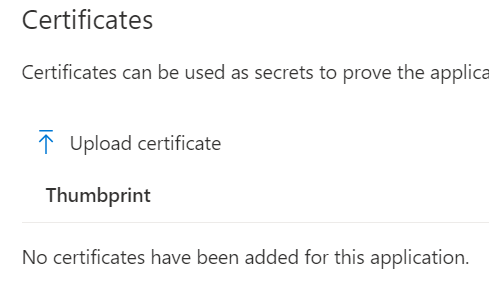 Certificates
Certificates can be used as secrets to prove the applica
Upload certificate
Thumbprint
No certificates have been added for this application.